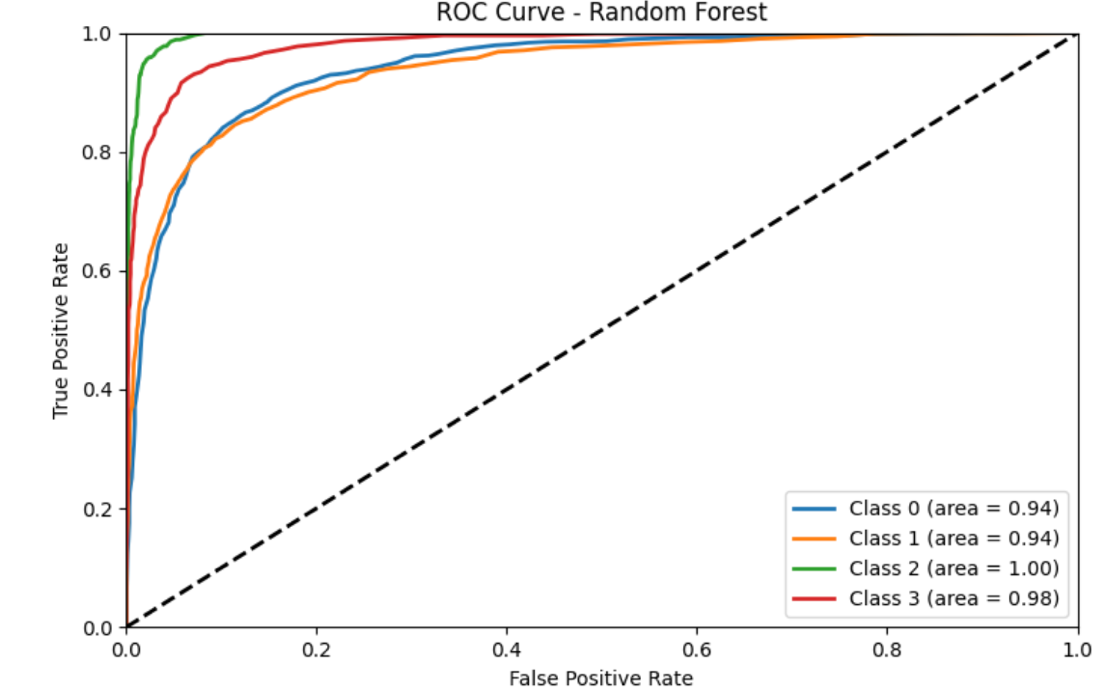 ROC Curve - Random Forest
1.0
0.8
0.6
0.4
0.2
0.0
True Positive Rate
Class 0 (area = 0.94)
Class 1 (area = 0.94)
Class 2 (area = 1.00)
Class 3 (area = 0.98)
0.0 0.2 0.4 0.6 0.8 1.0
False Positive Rate